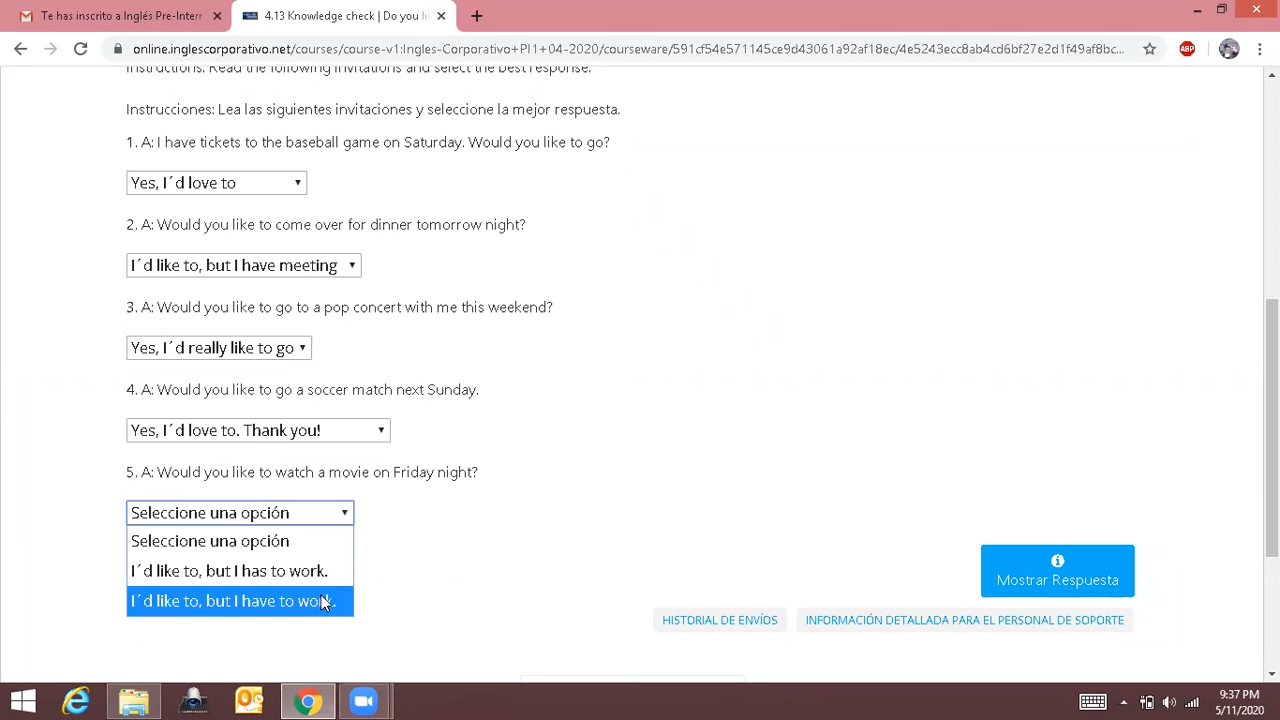 Te has inscrito a Inglés Pre-Interr
4.13 Knowledge check | Do you li
online.inglescorporativo.net/courses/course-v1:Ingles-Corporativo+PI1+04-2020/courseware/591cf54e571145ce9d43061a92af18ec/4e5243ecc8ab4cd6bf27e2d1f49af8bc...
ABP
Instructions: Read the following invitations and select the best response.
Instrucciones: Lea las siguientes invitaciones y seleccione la mejor respuesta.
1. A: I have tickets to the baseball game on Saturday. Would you like to go?
Yes, I´d love to
2. A: Would you like to come over for dinner tomorrow night?
I´d like to, but I have meeting
3. A: Would you like to go to a pop concert with me this weekend?
Yes, I´d really like to go
4. A: Would you like to go a soccer match next Sunday.
Yes, I´d love to. Thank you!
5. A: Would you like to watch a movie on Friday night?
Seleccione una opción
Seleccione una opción
I´d like to, but I has to work.
I´d like to, but I have to work.
Mostrar Respuesta
HISTORIAL DE ENVÍOS
INFORMACIÓN DETALLADA PARA EL PERSONAL DE SOPORTE
9:37 PM
5/11/2020